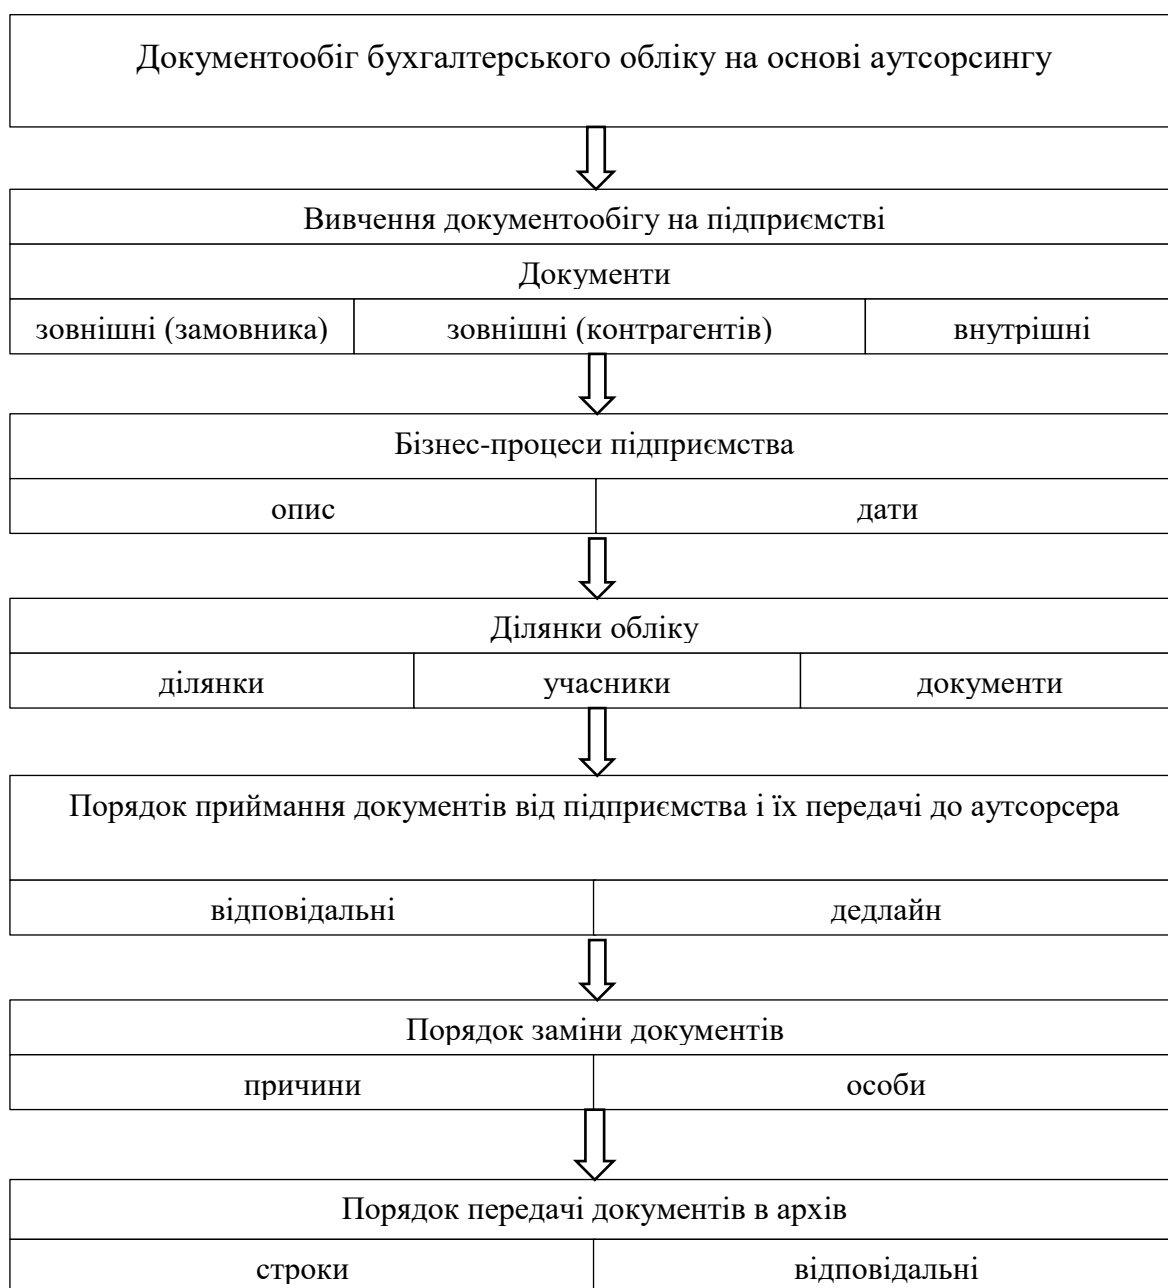 Документообіг бухгалтерського обліку на основі аутсорсингу
Вивчення документообігу на підприємстві
Документи
зовнішні (замовника)
зовнішні (контрагентів)
внутрішні
Бізнес-процеси підприємства
опис
дати
Ділянки обліку
ділянки
учасники
документи
Порядок приймання документів від підприємства і їх передачі до аутсорсера
відповідальні
дедлайн
Порядок заміни документів
причини
особи
Порядок передачі документів в архів
строки
відповідальні